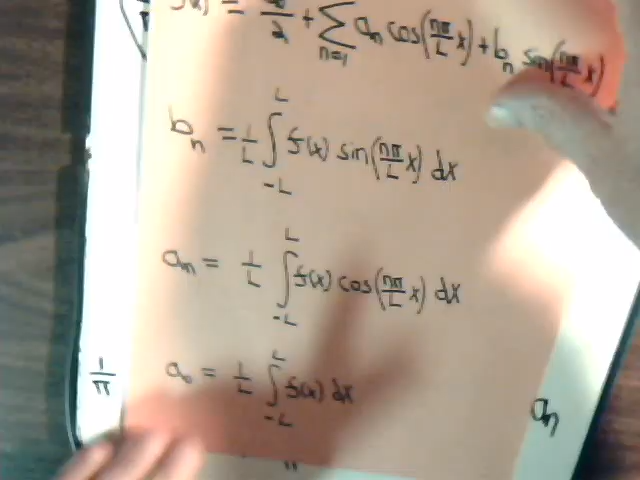 f(x) = a₀/2 + ∑ₙ₌₁ aₙ cos(nπ/L x) + bₙ sin(nπ/L x)
bₙ = 1/L ∫₋L^L f(x) sin(nπ/L x) dx
aₙ = 1/L ∫₋L^L f(x) cos(nπ/L x) dx
1/π
a₀ = 1/L ∫₋L^L f(x) dx
aₙ